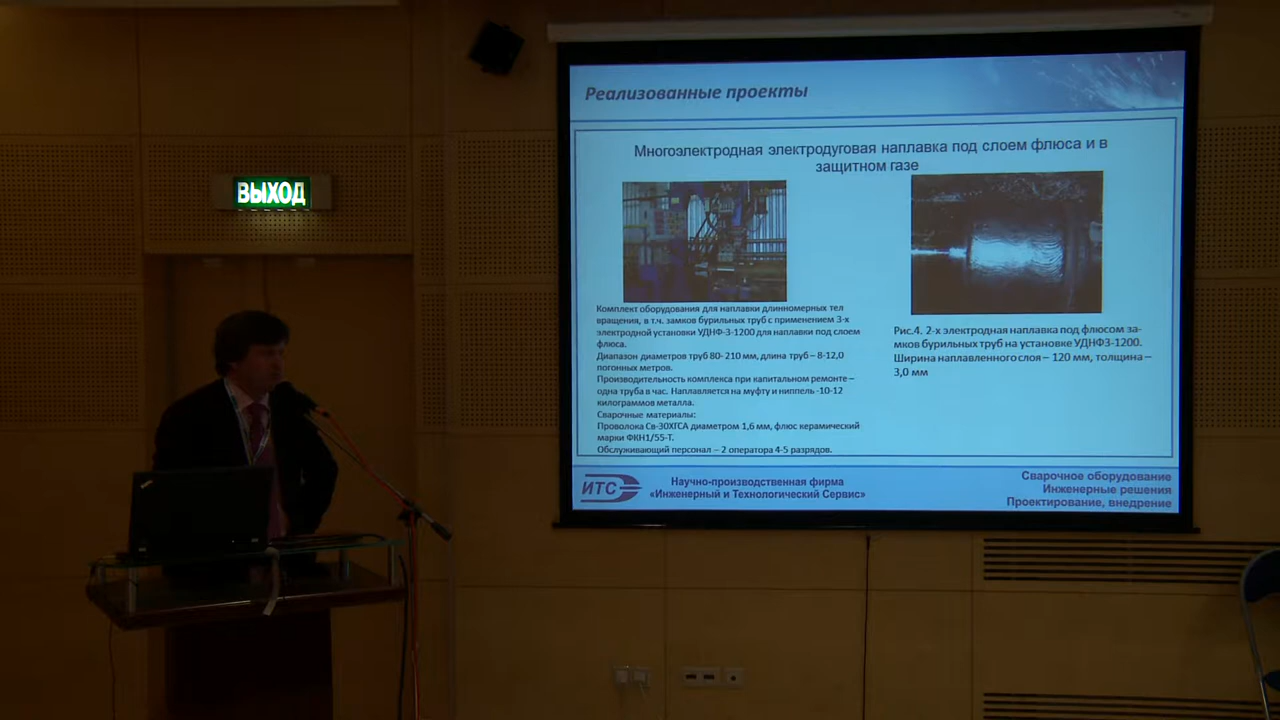 ВЫХОД
Реализованные проекты
Многоэлектродная электродуговая наплавка под слоем флюса и в
защитном газе
Комплект оборудования для наплавки длинномерных тел
вращения, в т.ч. замков бурильных труб с применением 3-х
электродной установки УДНФ-3-1200 для наплавки под слоем
флюса.
Диапазон диаметров труб 80- 210 мм, длина труб – 8-12,0
погонных метров.
Производительность комплекса при капитальном ремонте –
одна труба в час. Наплавляется на муфту и ниппель -10-12
килограммов металла.
Сварочные материалы:
Проволока Св-30ХГСА диаметром 1,6 мм, флюс керамический
марки ФКН1/55-Т.
Обслуживающий персонал – 2 оператора 4-5 разрядов.
Рис.4. 2-х электродная наплавка под флюсом за-
мков бурильных труб на установке УДНФ3-1200.
Ширина наплавленного слоя – 120 мм, толщина –
3,0 мм
ИТС
Научно-производственная фирма
«Инженерный и Технологический Сервис»
Сварочное оборудование
Инженерные решения
Проектирование, внедрение